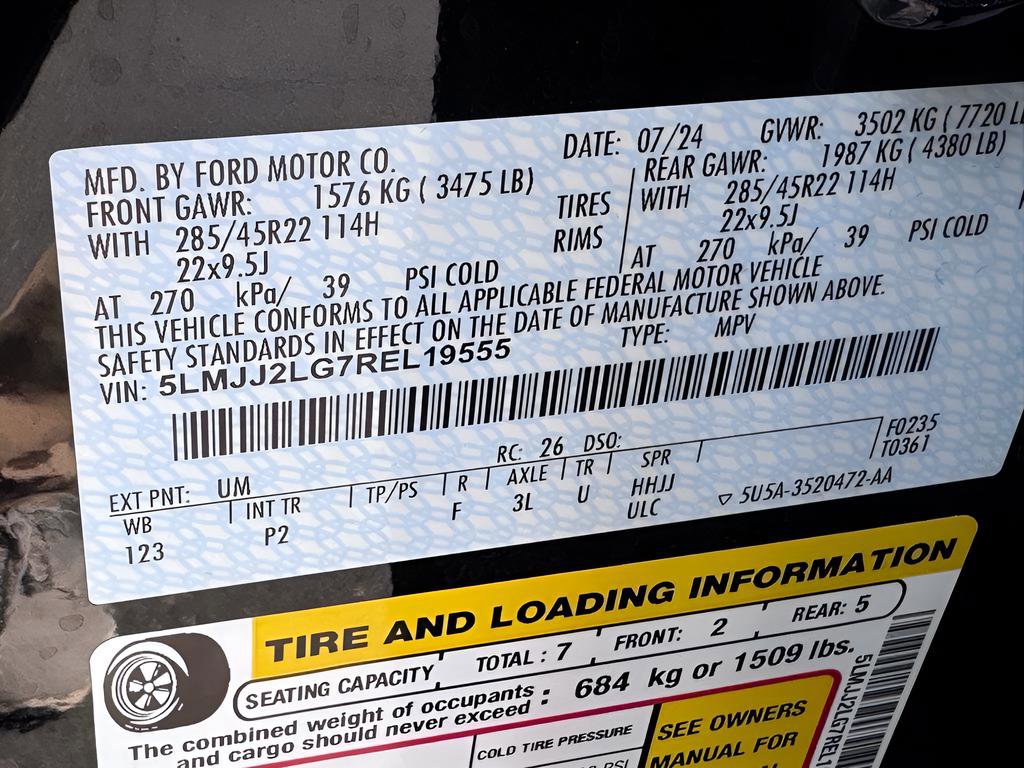 MFD. BY FORD MOTOR CO. DATE: 07/24 GVWR: 3502 KG ( 7720
FRONT GAWR: 1576 KG ( 3475 LB) REAR GAWR: 1987 KG ( 4380 LB)
WITH 285/45R22 114H TIRES WITH 285/45R22 114H
22x9.5J RIMS 22x9.5J
AT 270 kPa/ 39 PSI COLD AT 270 kPa/ 39 PSI COLD
THIS VEHICLE CONFORMS TO ALL APPLICABLE FEDERAL MOTOR VEHICLE
SAFETY STANDARDS IN EFFECT ON THE DATE OF MANUFACTURE SHOWN ABOVE.
VIN: 5LMJJ2LG7REL19555 TYPE: MPV
RC: 26 DSO: F0235
T0361
EXT PNT: UM
WB INT TR TP/PS R AXLE TR SPR
123 P2 F 3L U HHJJ
ULC
▽ 5U5A-3520472-AA
TIRE AND LOADING INFORMATION
SEATING CAPACITY TOTAL : 7 FRONT: 2 REAR: 5
The combined weight of occupants
and cargo should never exceed : 684 kg or 1509 lbs.
COLD TIRE PRESSURE
SEE OWNERS
MANUAL FOR
PSI
5LMJJ2LG7REL1